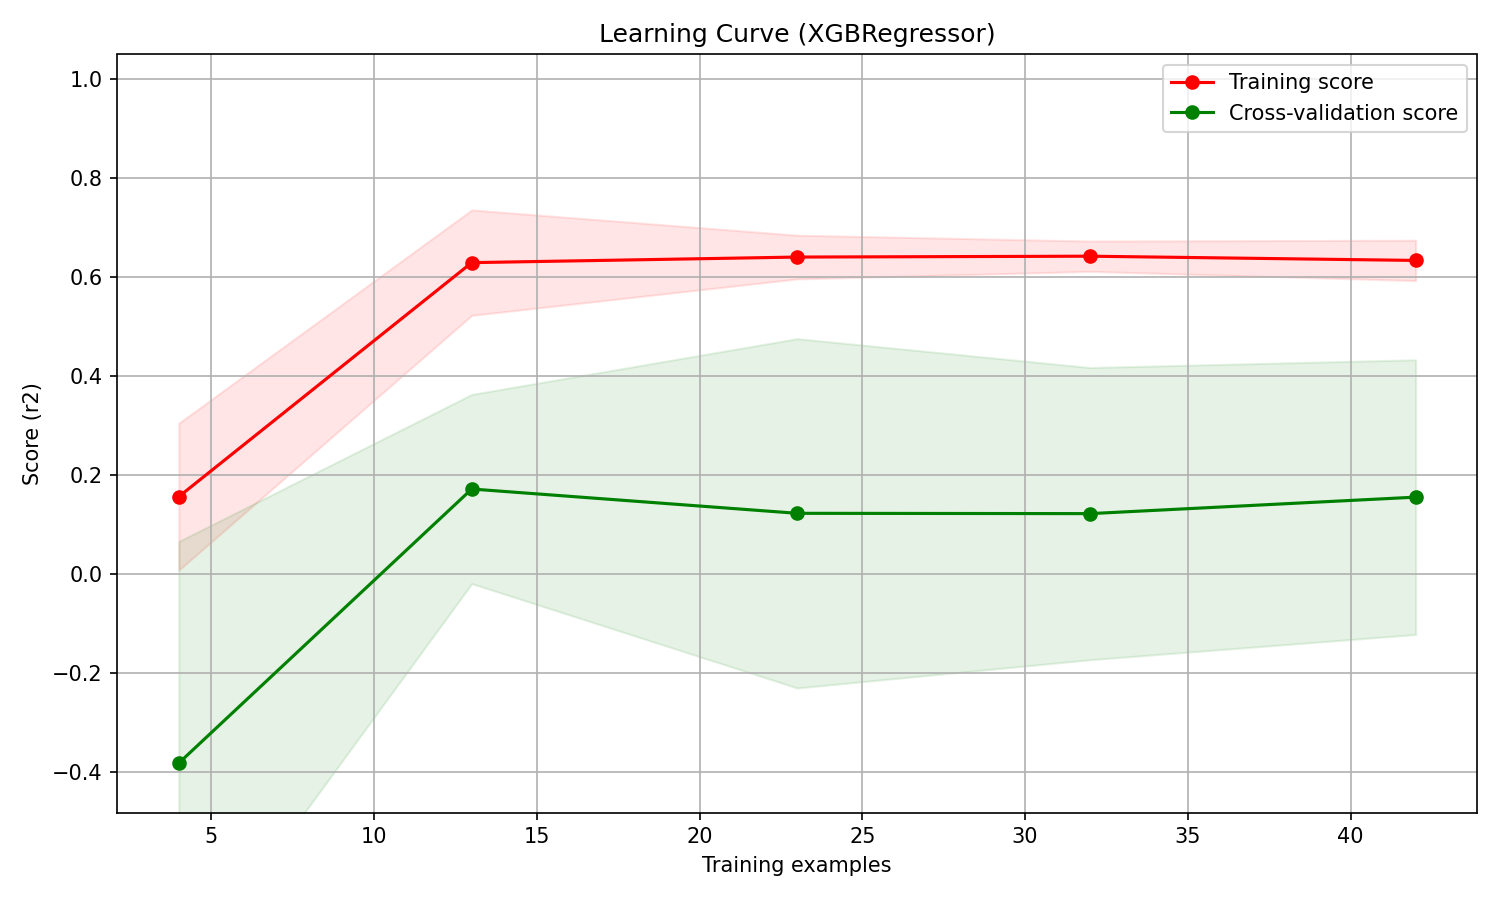 Learning Curve (XGBRegressor)
Training score
Cross-validation score
1.0
0.8
0.6
0.4
0.2
0.0
−0.2
−0.4
Score (r2)
5 10 15 20 25 30 35 40
Training examples